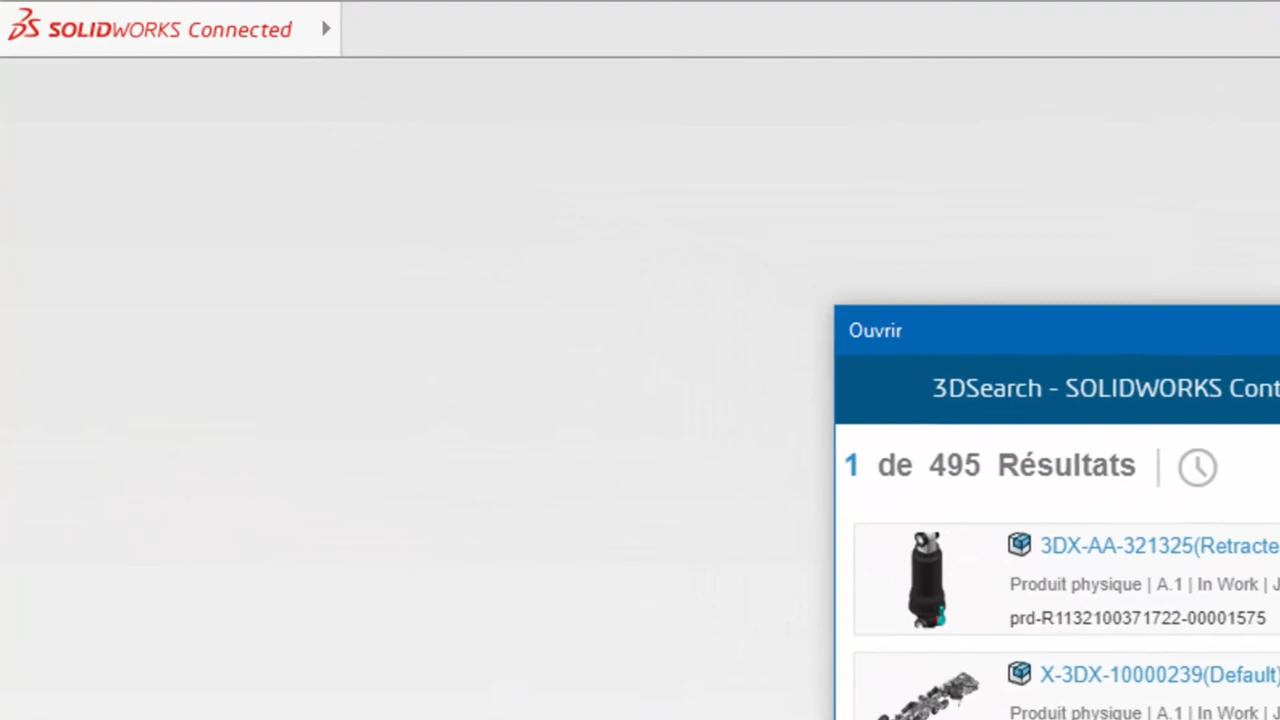 SOLIDWORKS Connected
Ouvrir
3DSearch - SOLIDWORKS Cont
1 de 495 Résultats
3DX-AA-321325(Retracte
Produit physique | A.1 | In Work | J
prd-R1132100371722-00001575
X-3DX-10000239(Default)
Produit physique | A.1 | In Work | J